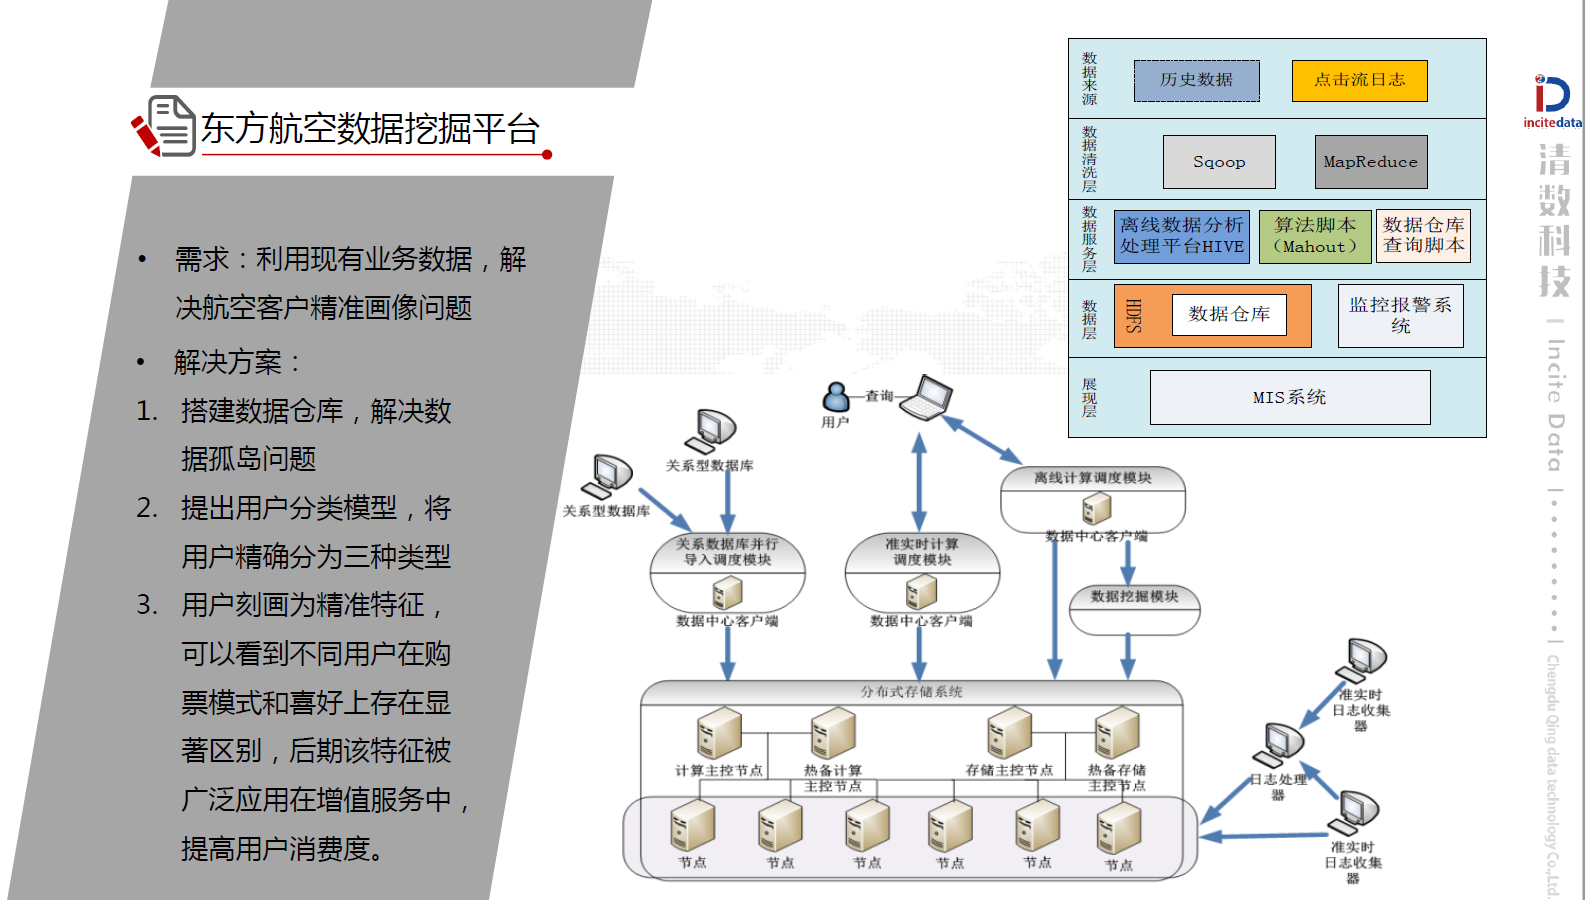 东方航空数据挖掘平台
• 需求：利用现有业务数据，解
决航空客户精准画像问题
• 解决方案：
1. 搭建数据仓库，解决数
据孤岛问题
2. 提出用户分类模型，将
用户精确分为三种类型
3. 用户刻画为精准特征，
可以看到不同用户在购
票模式和喜好上存在显
著区别，后期该特征被
广泛应用在增值服务中，
提高用户消费度。
数据来源
历史数据
点击流日志
数据清洗层
Sqoop
MapReduce
数据服务层
离线数据分析
处理平台HIVE
算法脚本
（Mahout）
数据仓库
查询脚本
数据层
HDFS
数据仓库
监控报警系
统
展现层
MIS系统
用户
查询
关系型数据库
关系型数据库
关系数据库并行
导入调度模块
数据中心客户端
准实时计算
调度模块
数据中心客户端
离线计算调度模块
数据中心客户端
数据挖掘模块
分布式存储系统
计算主控节点
热备计算
主控节点
存储主控节点
热备存储
主控节点
节点
节点
节点
节点
节点
节点
准实时
日志收集
器
日志处理
器
准实时
日志收集
器
incitedata
清数科技
Incite Data
Chengdu Qing data technology Co.,Ltd.